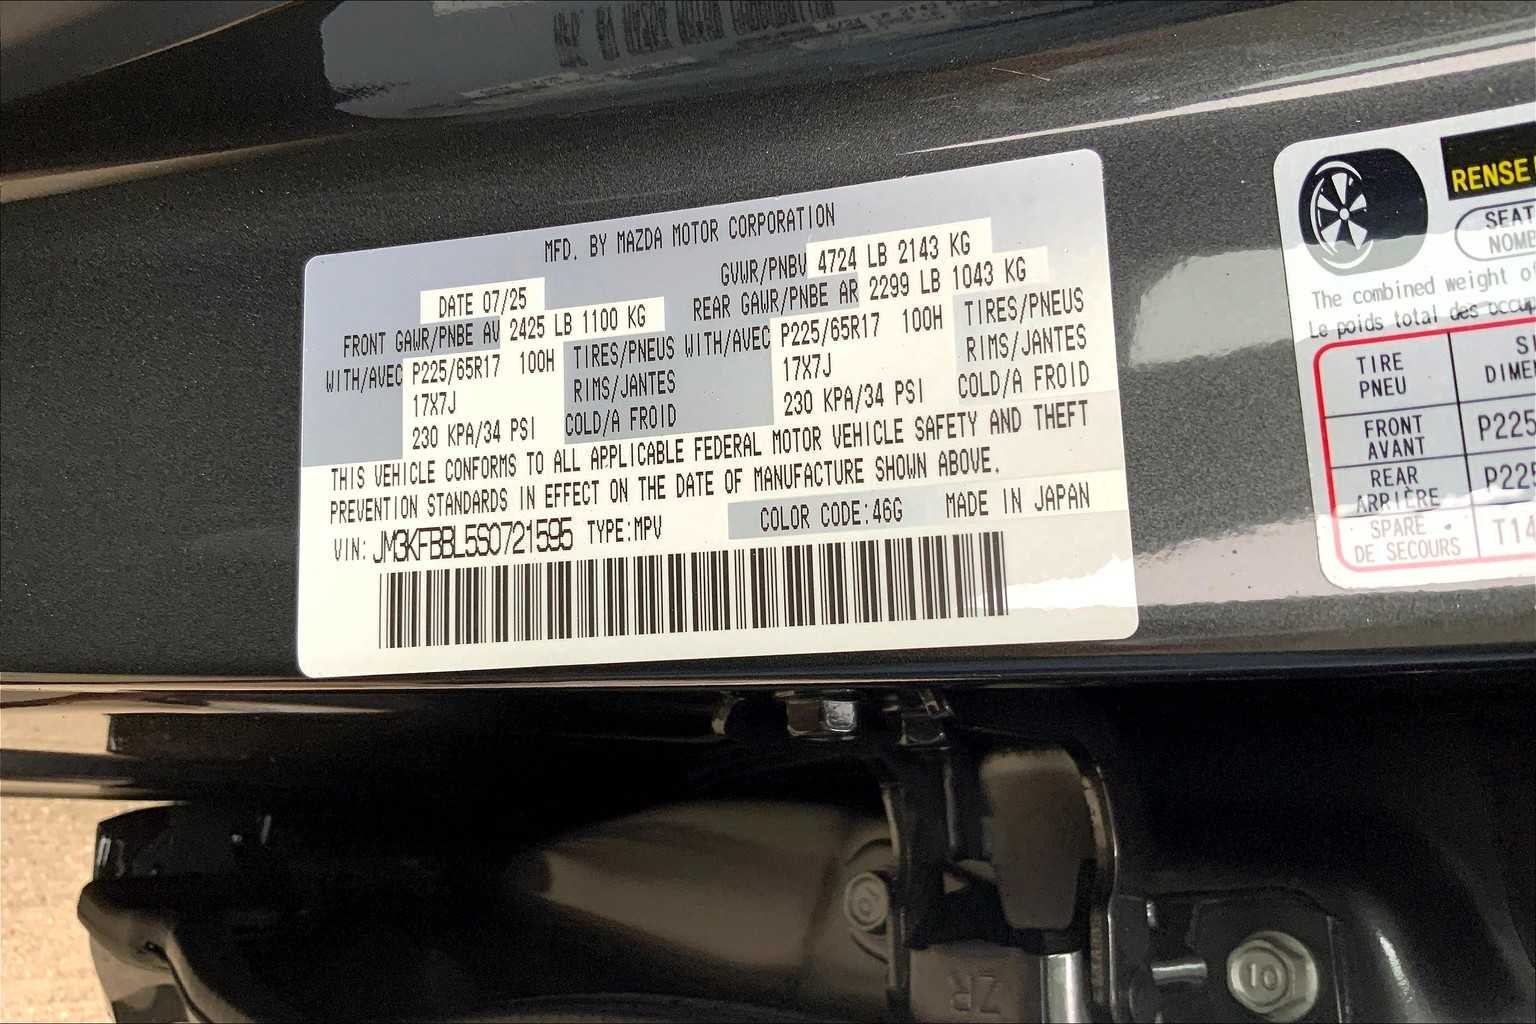 MFD. BY MAZDA MOTOR CORPORATION
DATE 07/25
GVWR/PNBV 4724 LB 2143 KG
FRONT GAWR/PNBE AV 2425 LB 1100 KG
REAR GAWR/PNBE AR 2299 LB 1043 KG
WITH/AVEC P225/65R17 100H TIRES/PNEUS
17X7J RIMS/JANTES
230 KPA/34 PSI COLD/A FROID
WITH/AVEC P225/65R17 100H TIRES/PNEUS
17X7J RIMS/JANTES
230 KPA/34 PSI COLD/A FROID
THIS VEHICLE CONFORMS TO ALL APPLICABLE FEDERAL MOTOR VEHICLE SAFETY AND THEFT
PREVENTION STANDARDS IN EFFECT ON THE DATE OF MANUFACTURE SHOWN ABOVE.
COLOR CODE:46G MADE IN JAPAN
VIN: JM3KFBBL5S0721595 TYPE:MPV
RENSE
SEAT
NOMB
The combined weight of
Le poids total des occup
TIRE
PNEU
SI
DIMEN
FRONT
AVANT
P225
REAR
ARRIÈRE
P225
SPARE
DE SECOURS
T14
ZR
10